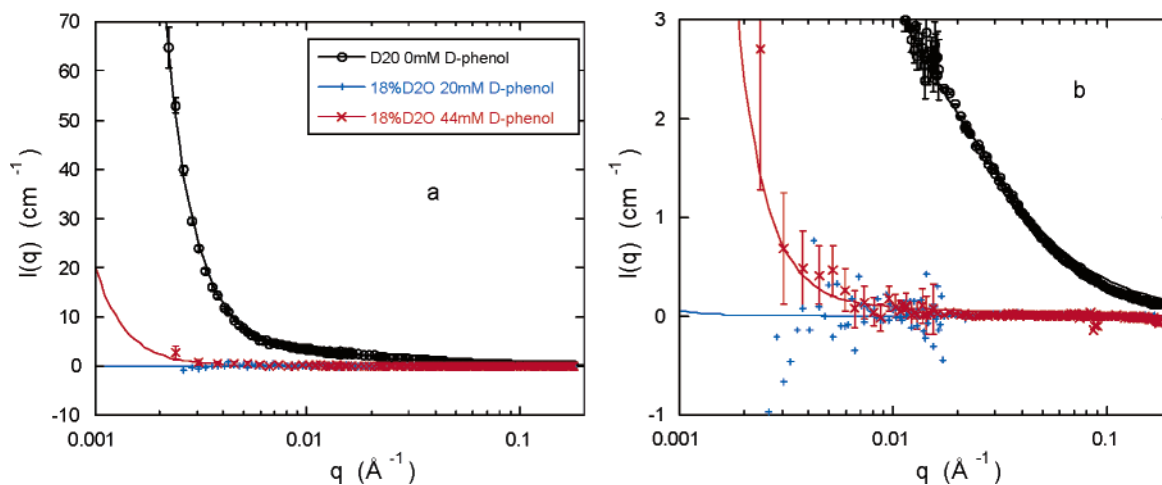 70
60
50
40
30
20
10
0
-10
I(q) (cm⁻¹)
D20 0mM D-phenol
18%D2O 20mM D-phenol
18%D2O 44mM D-phenol
a
0.001
0.01
0.1
q (Å⁻¹)
3
2
1
0
-1
I(q) (cm⁻¹)
b
0.001
0.01
0.1
q (Å⁻¹)